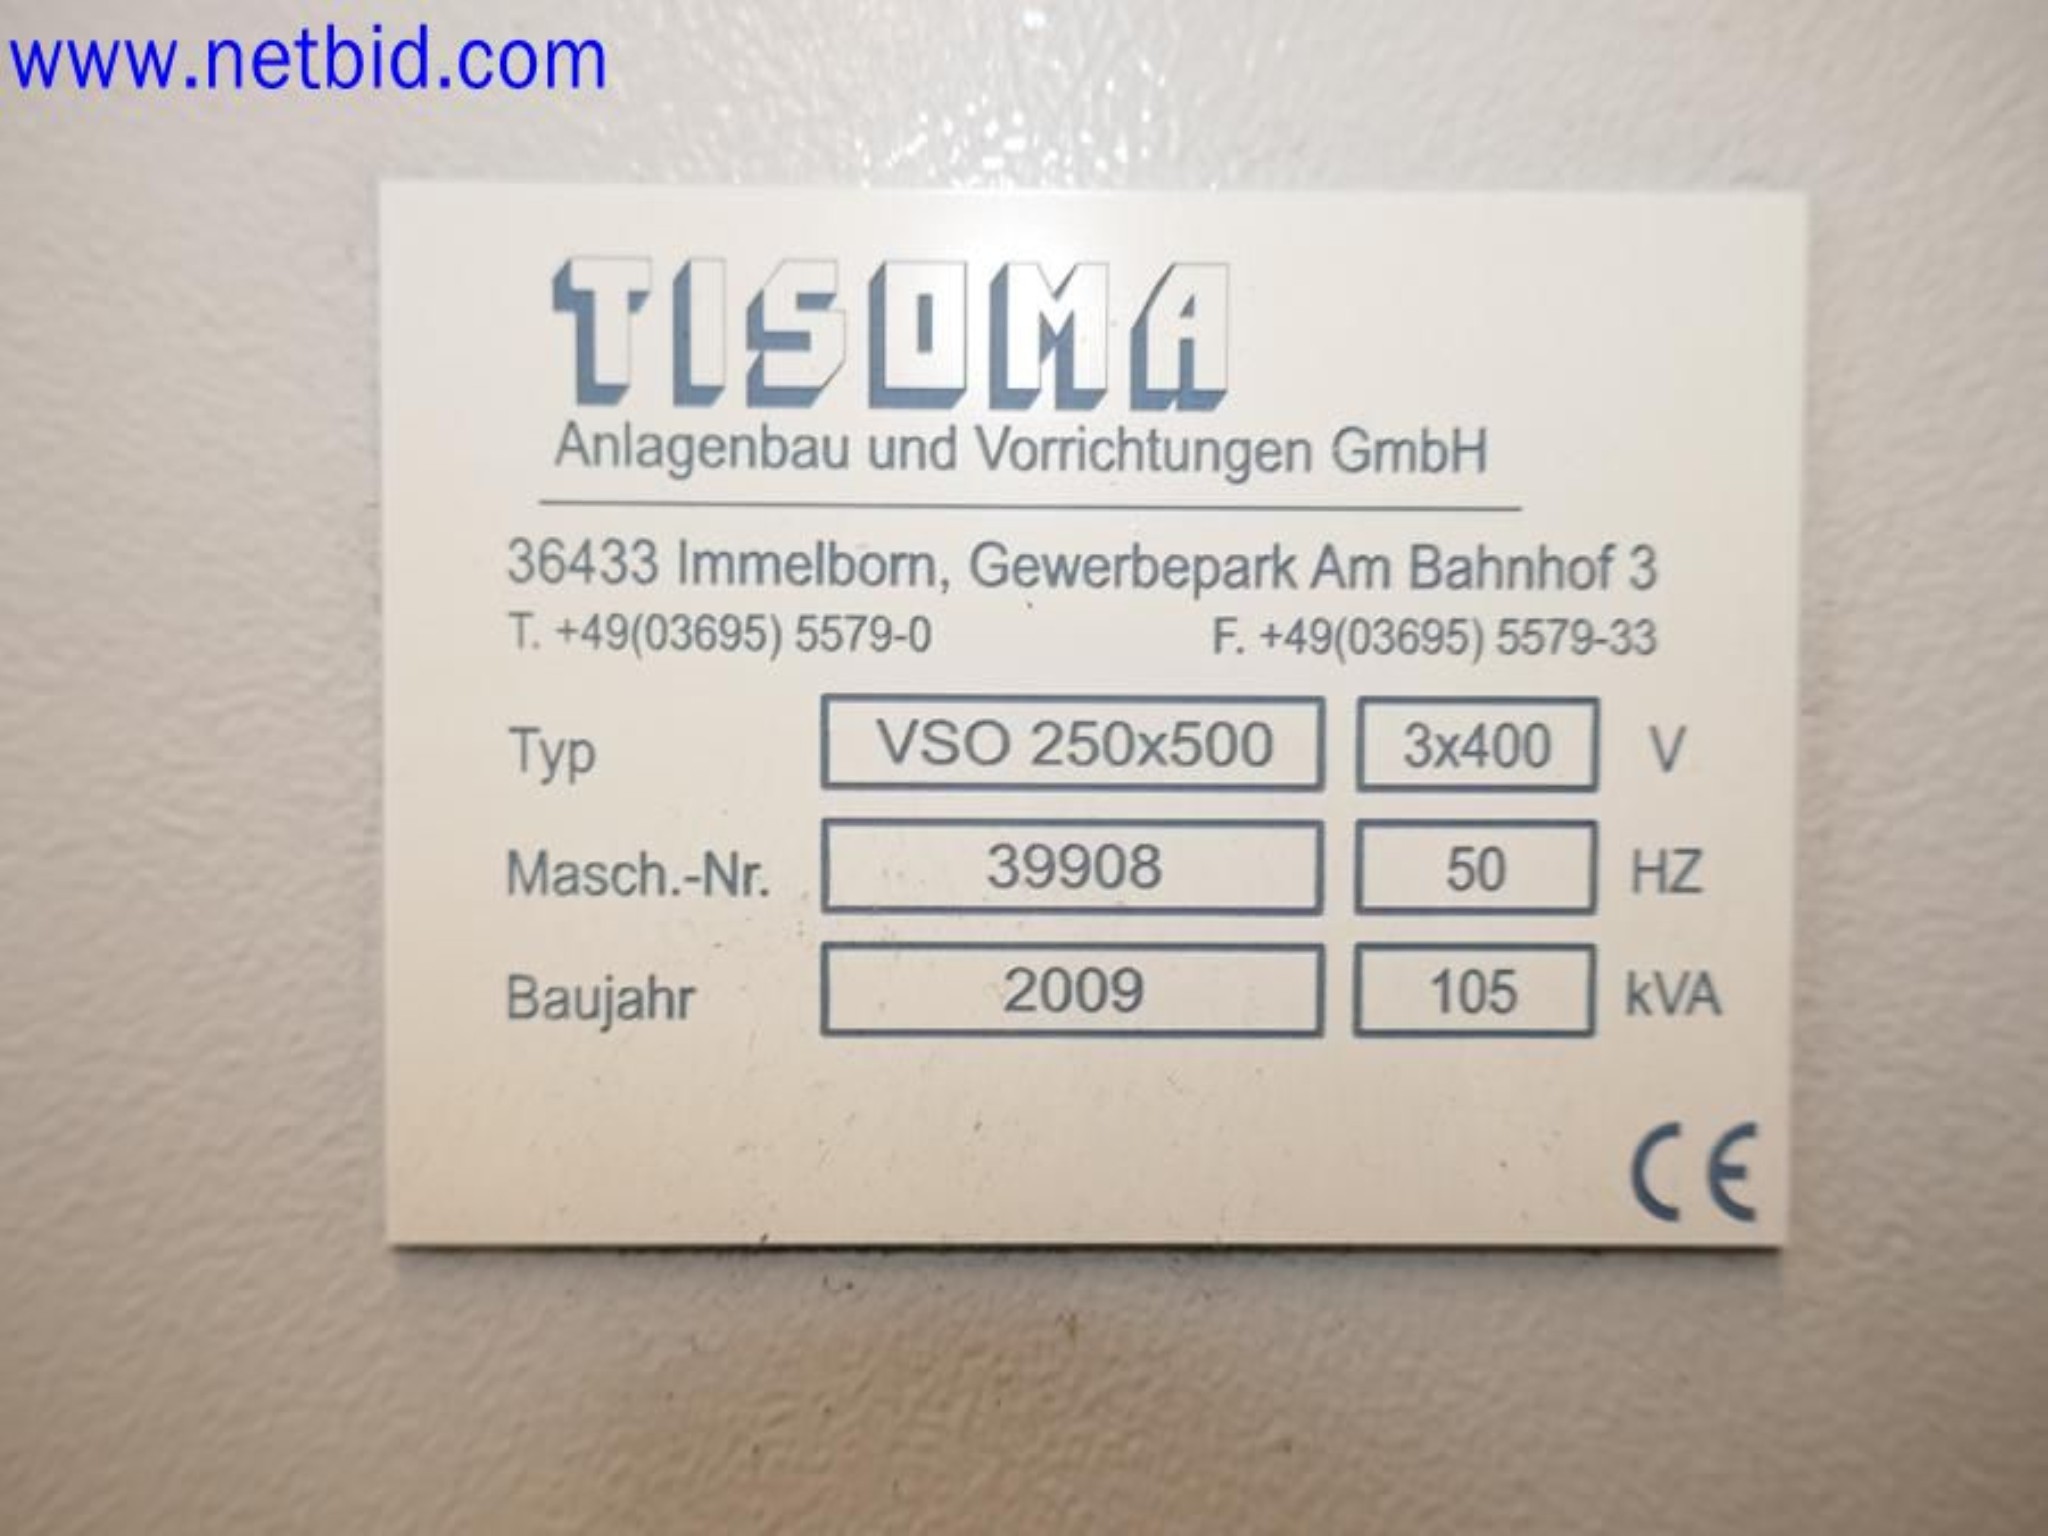 www.netbid.com
TISOMA
Anlagenbau und Vorrichtungen GmbH
36433 Immelborn, Gewerbepark Am Bahnhof 3
T. +49(03695) 5579-0 F. +49(03695) 5579-33
Typ VSO 250x500 3x400 V
Masch.-Nr. 39908 50 HZ
Baujahr 2009 105 kVA
CE